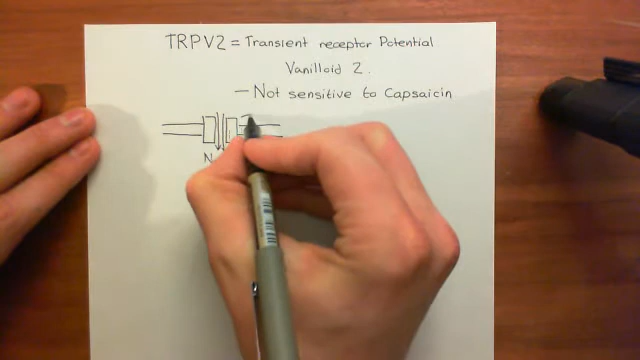 TRPV2 = Transient receptor Potential
Vanilloid 2.
— Not sensitive to Capsaicin
N